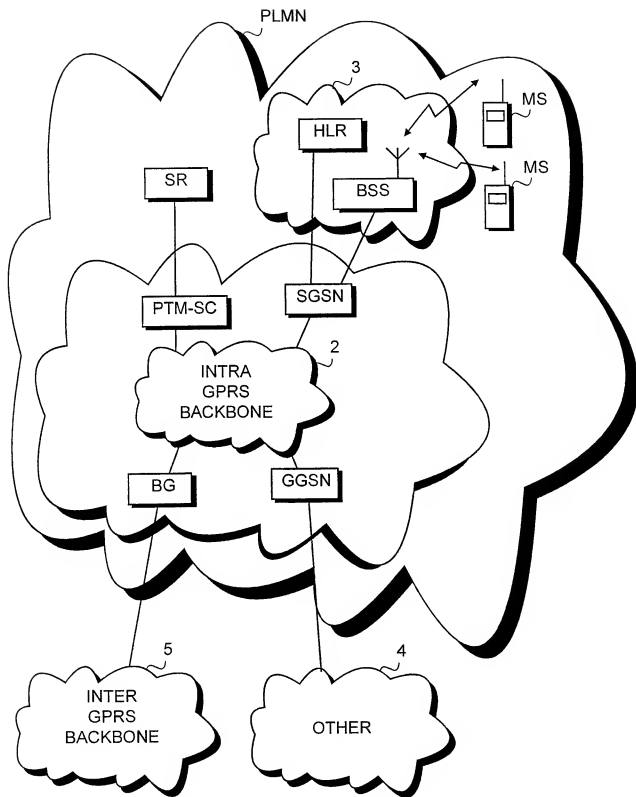 PLMN
3
MS
HLR
MS
SR
BSS
PTM-SC
SGSN
2
INTRA
GPRS
BACKBONE
BG
GGSN
5
4
INTER
GPRS
BACKBONE
OTHER